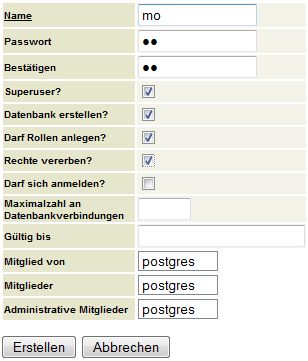 Name mo
Passwort ●●
Bestätigen ●●
Superuser?
Datenbank erstellen?
Darf Rollen anlegen?
Rechte vererben?
Darf sich anmelden?
Maximalzahl an
Datenbankverbindungen
Gültig bis
Mitglied von postgres
Mitglieder postgres
Administrative Mitglieder postgres
Erstellen Abbrechen